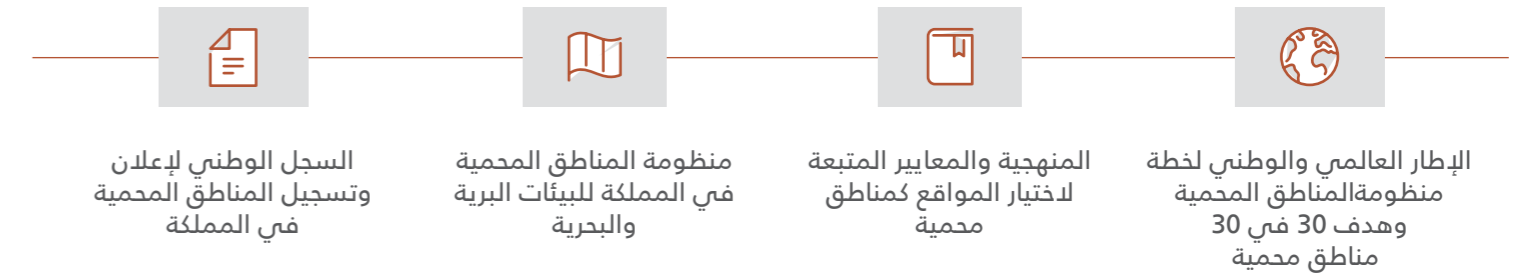 الإطار العالمي والوطني لخطة
منظومةالمناطق المحمية
وهدف 30 في 30
مناطق محمية
المنهجية والمعايير المتبعة
لاختيار المواقع كمناطق
محمية
منظومة المناطق المحمية
في المملكة للبيئات البرية
والبحرية
السجل الوطني لإعلان
وتسجيل المناطق المحمية
في المملكة